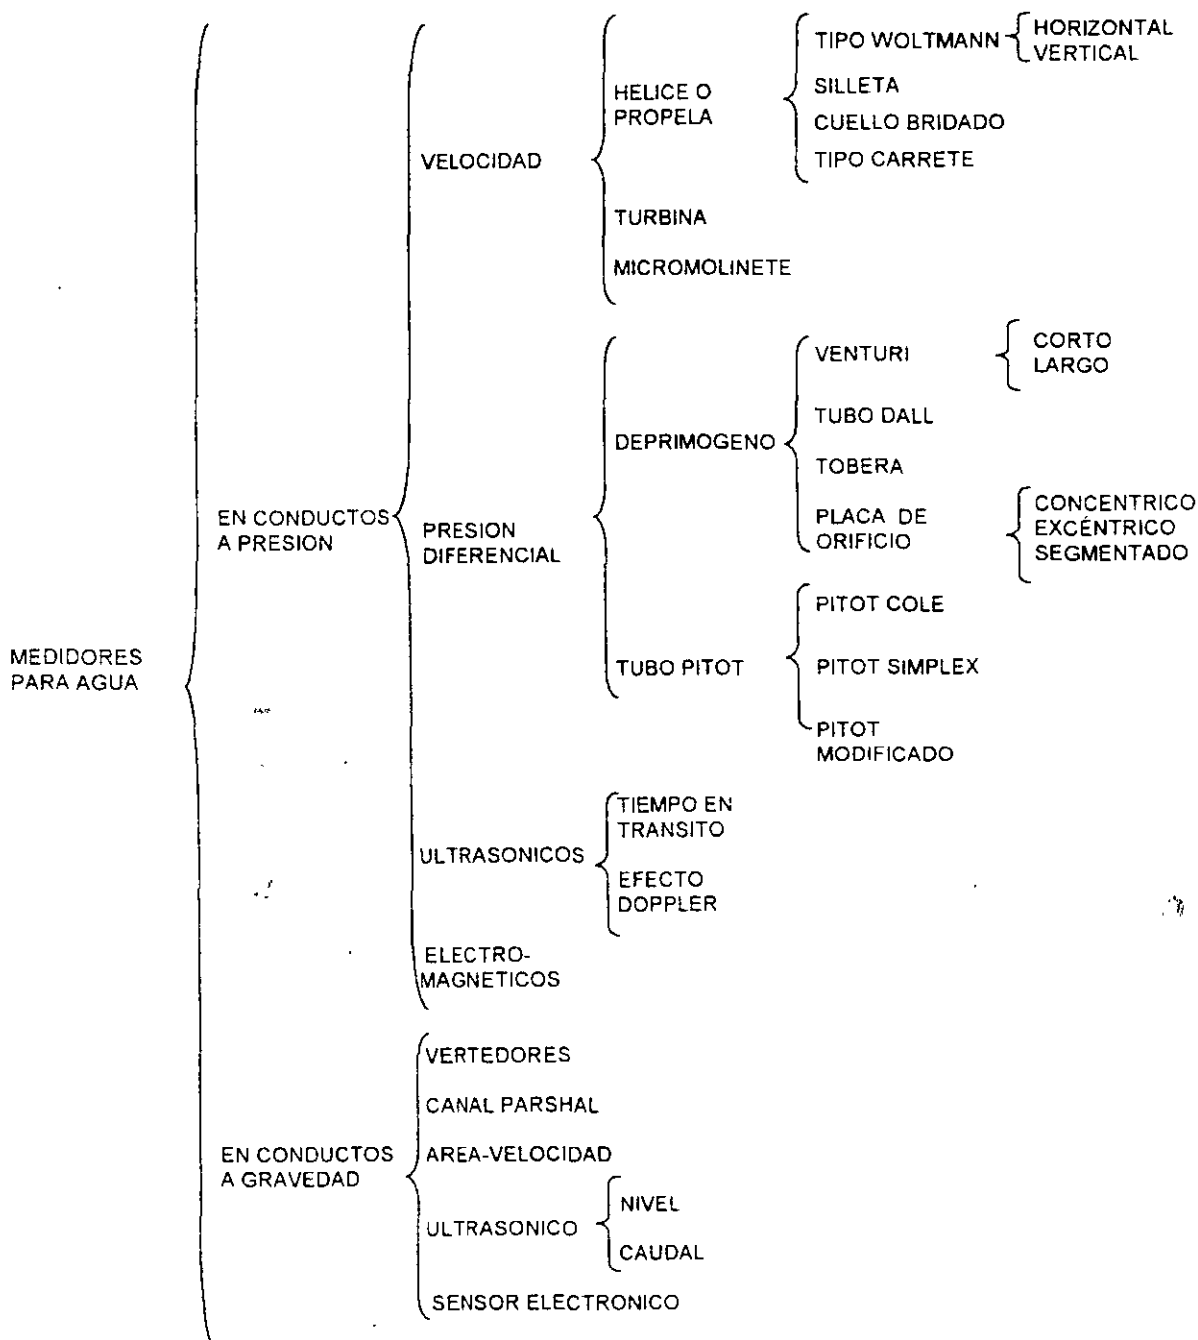 MEDIDORES
PARA AGUA
EN CONDUCTOS
A PRESION
VELOCIDAD
HELICE O
PROPELA
TIPO WOLTMANN
HORIZONTAL
VERTICAL
SILLETA
CUELLO BRIDADO
TIPO CARRETE
TURBINA
MICROMOLINETE
PRESION
DIFERENCIAL
DEPRIMOGENO
VENTURI
CORTO
LARGO
TUBO DALL
TOBERA
PLACA DE
ORIFICIO
CONCENTRICO
EXCÉNTRICO
SEGMENTADO
TUBO PITOT
PITOT COLE
PITOT SIMPLEX
PITOT
MODIFICADO
ULTRASONICOS
TIEMPO EN
TRANSITO
EFECTO
DOPPLER
ELECTRO-
MAGNETICOS
EN CONDUCTOS
A GRAVEDAD
VERTEDORES
CANAL PARSHAL
AREA-VELOCIDAD
ULTRASONICO
NIVEL
CAUDAL
SENSOR ELECTRONICO